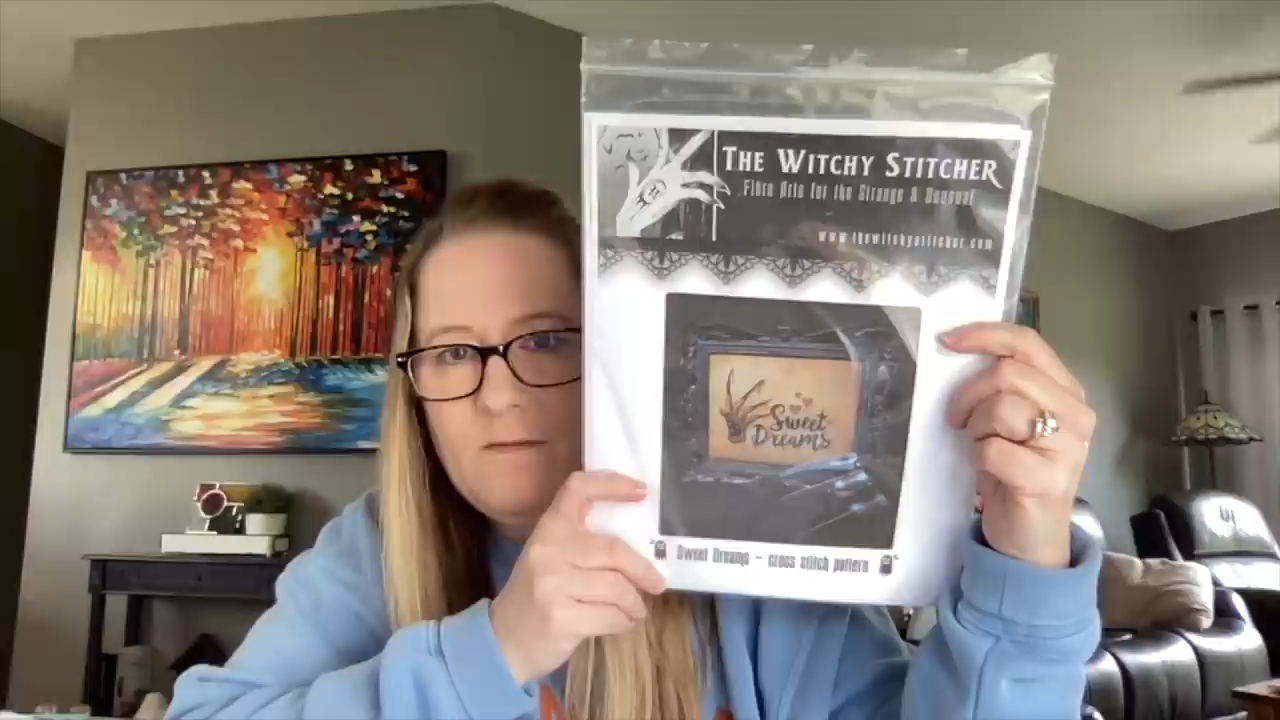 THE WITCHY STITCHER
Fibre Arts for the Strange & Unusual
www.thewitchystitcher.com
Sweet
Dreams
Sweet Dreams - cross stitch pattern